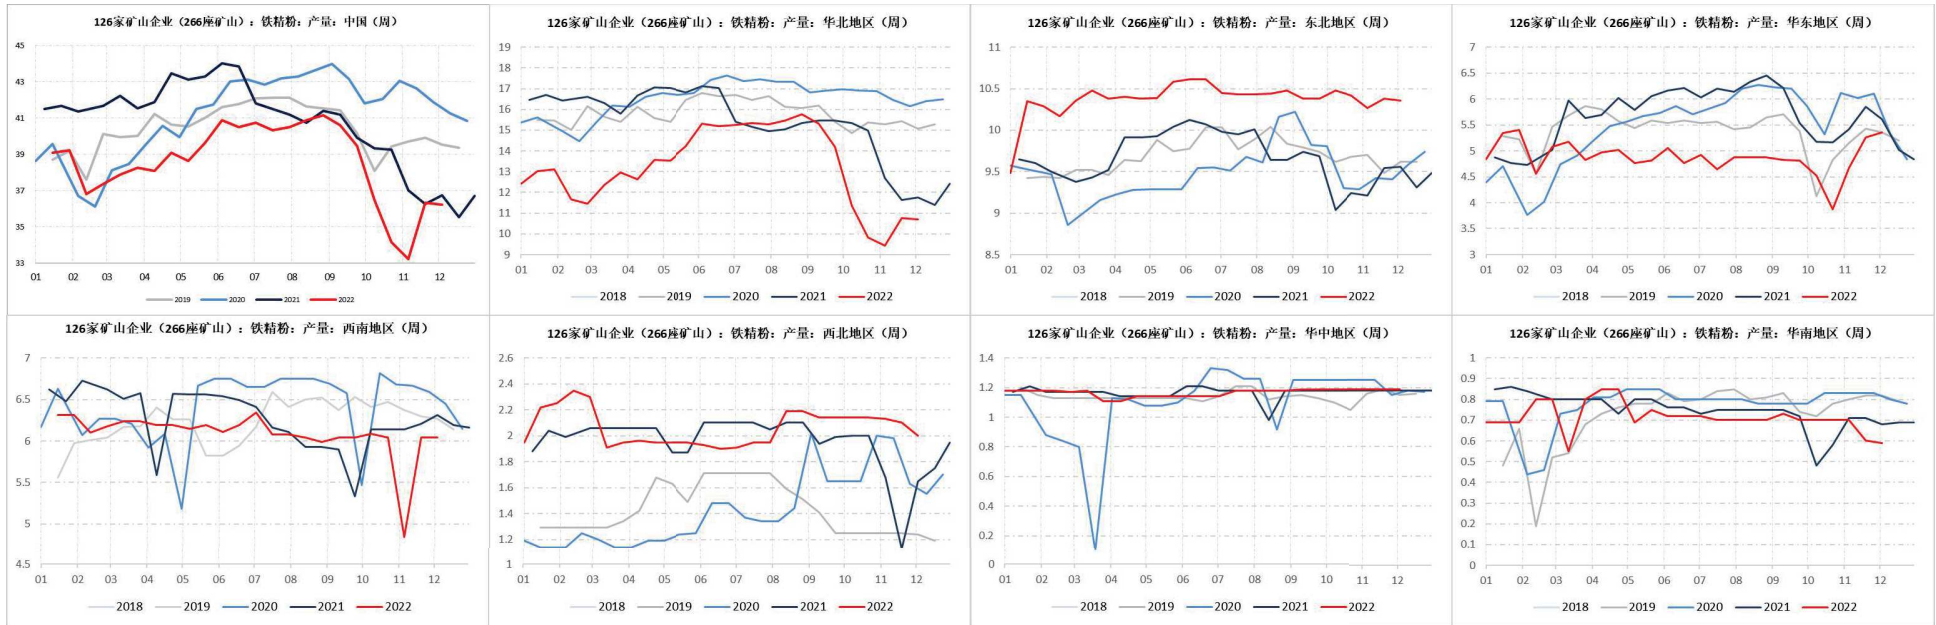 126家矿山企业（266座矿山）：铁精粉：产量：中国（周）
45
43
41
39
37
35
33
01 02 03 04 05 06 07 08 09 10 11 12
2019 2020 2021 2022
126家矿山企业（266座矿山）：铁精粉：产量：华北地区（周）
19
18
17
16
15
14
13
12
11
10
9
01 02 03 04 05 06 07 08 09 10 11 12
2018 2019 2020 2021 2022
126家矿山企业（266座矿山）：铁精粉：产量：东北地区（周）
11
10.5
10
9.5
9
8.5
01 02 03 04 05 06 07 08 09 10 11 12
2018 2019 2020 2021 2022
126家矿山企业（266座矿山）：铁精粉：产量：华东地区（周）
7
6.5
6
5.5
5
4.5
4
3.5
3
01 02 03 04 05 06 07 08 09 10 11 12
2018 2019 2020 2021 2022
126家矿山企业（266座矿山）：铁精粉：产量：西南地区（周）
7
6.5
6
5.5
5
4.5
01 02 03 04 05 06 07 08 09 10 11 12
2018 2019 2020 2021 2022
126家矿山企业（266座矿山）：铁精粉：产量：西北地区（周）
2.6
2.4
2.2
2
1.8
1.6
1.4
1.2
1
01 02 03 04 05 06 07 08 09 10 11 12
2018 2019 2020 2021 2022
126家矿山企业（266座矿山）：铁精粉：产量：华中地区（周）
1.4
1.2
1
0.8
0.6
0.4
0.2
0
01 02 03 04 05 06 07 08 09 10 11 12
2018 2019 2020 2021 2022
126家矿山企业（266座矿山）：铁精粉：产量：华南地区（周）
1
0.9
0.8
0.7
0.6
0.5
0.4
0.3
0.2
0.1
0
01 02 03 04 05 06 07 08 09 10 11 12
2018 2019 2020 2021 2022